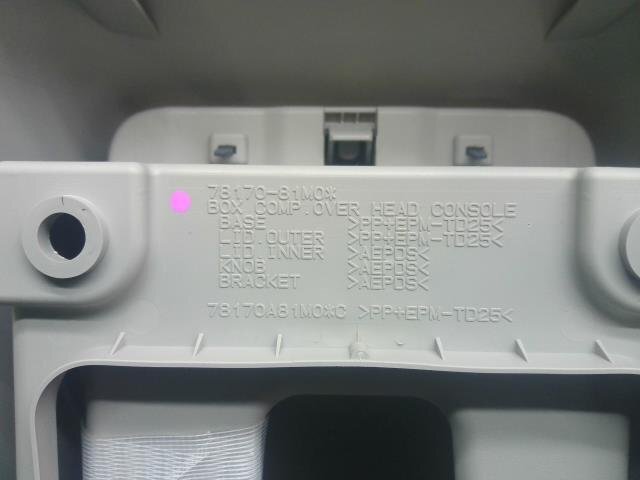 78170-81M0*
BOX COMP.OVER HEAD CONSOLE
BASE >PP+EPM-TD25<
LID.OUTER >PP+EPM-TD25<
LID INNER >AEPDS<
KNOB >AEPDS<
BRACKET >AEPDS<
78170A81M0*C >PP+EPM-TD25<